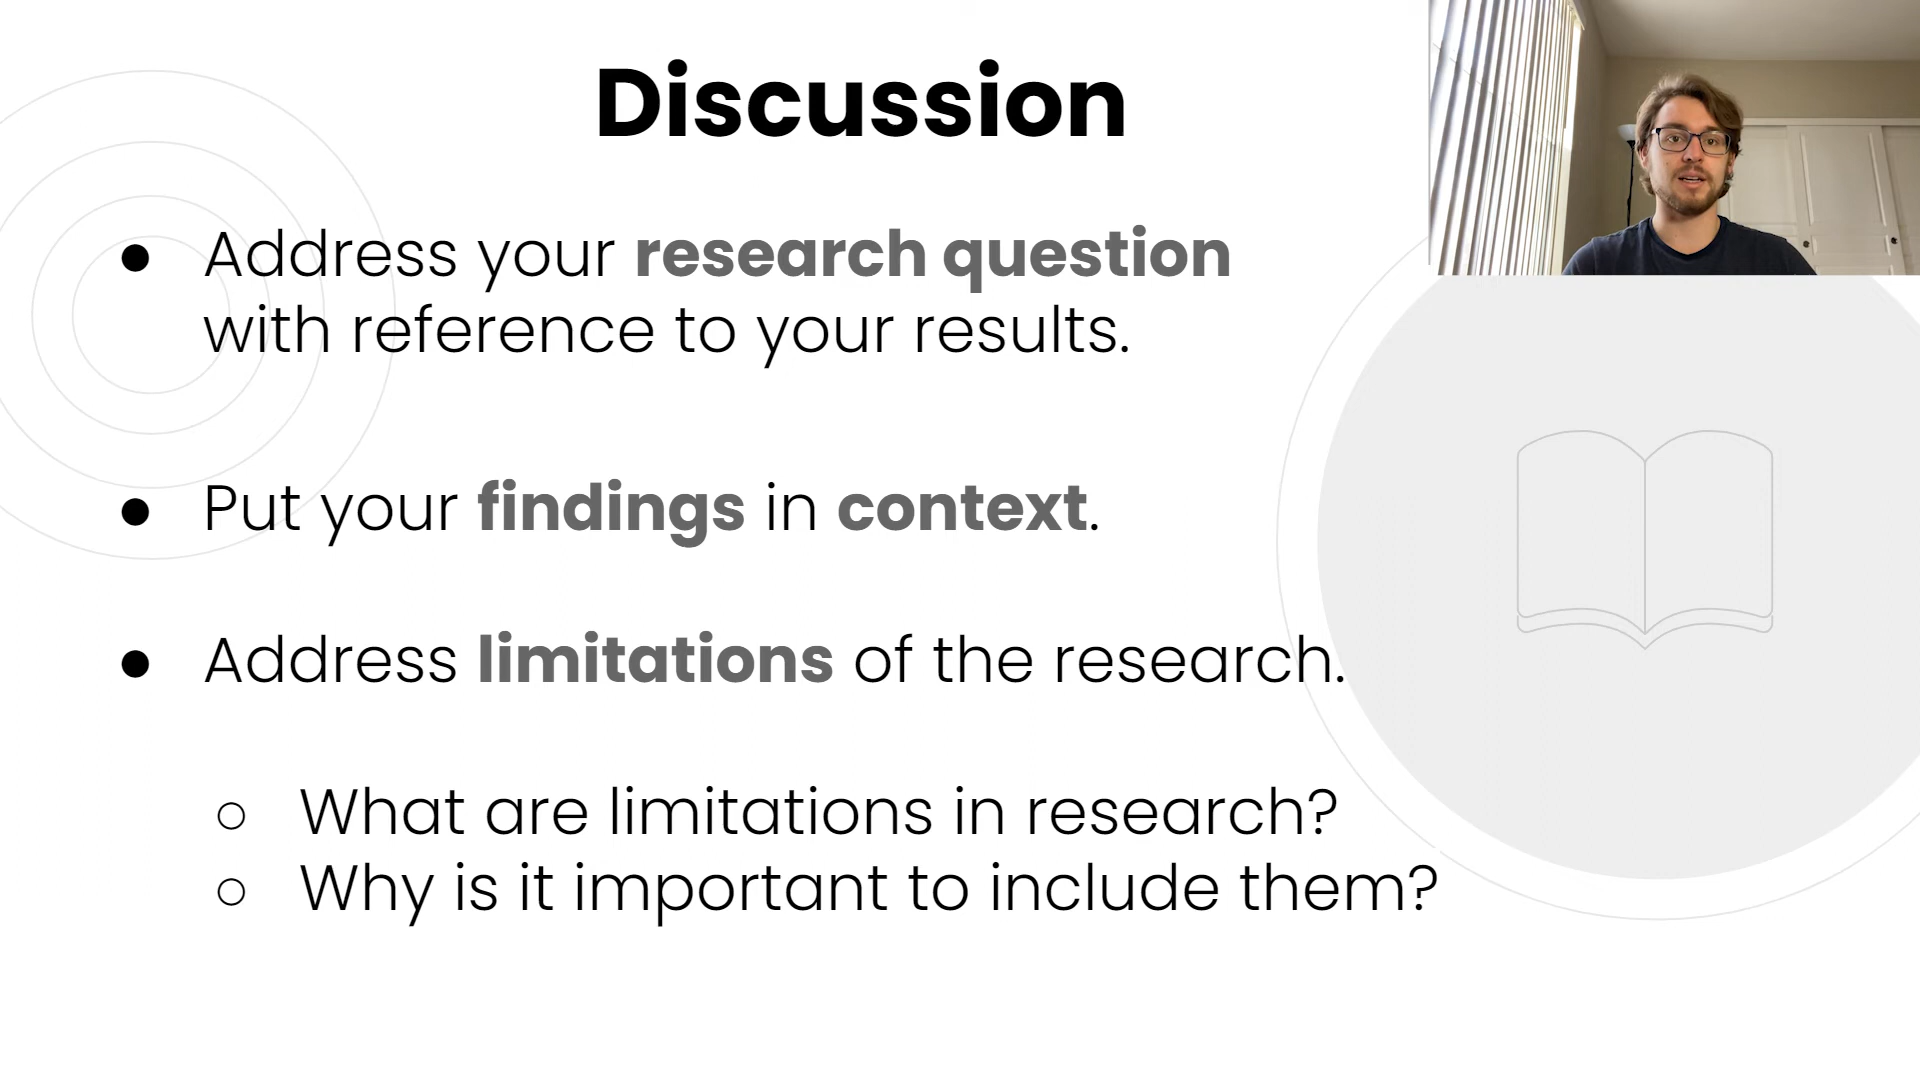 Discussion
● Address your research question
with reference to your results.
● Put your findings in context.
● Address limitations of the research.
○ What are limitations in research?
○ Why is it important to include them?